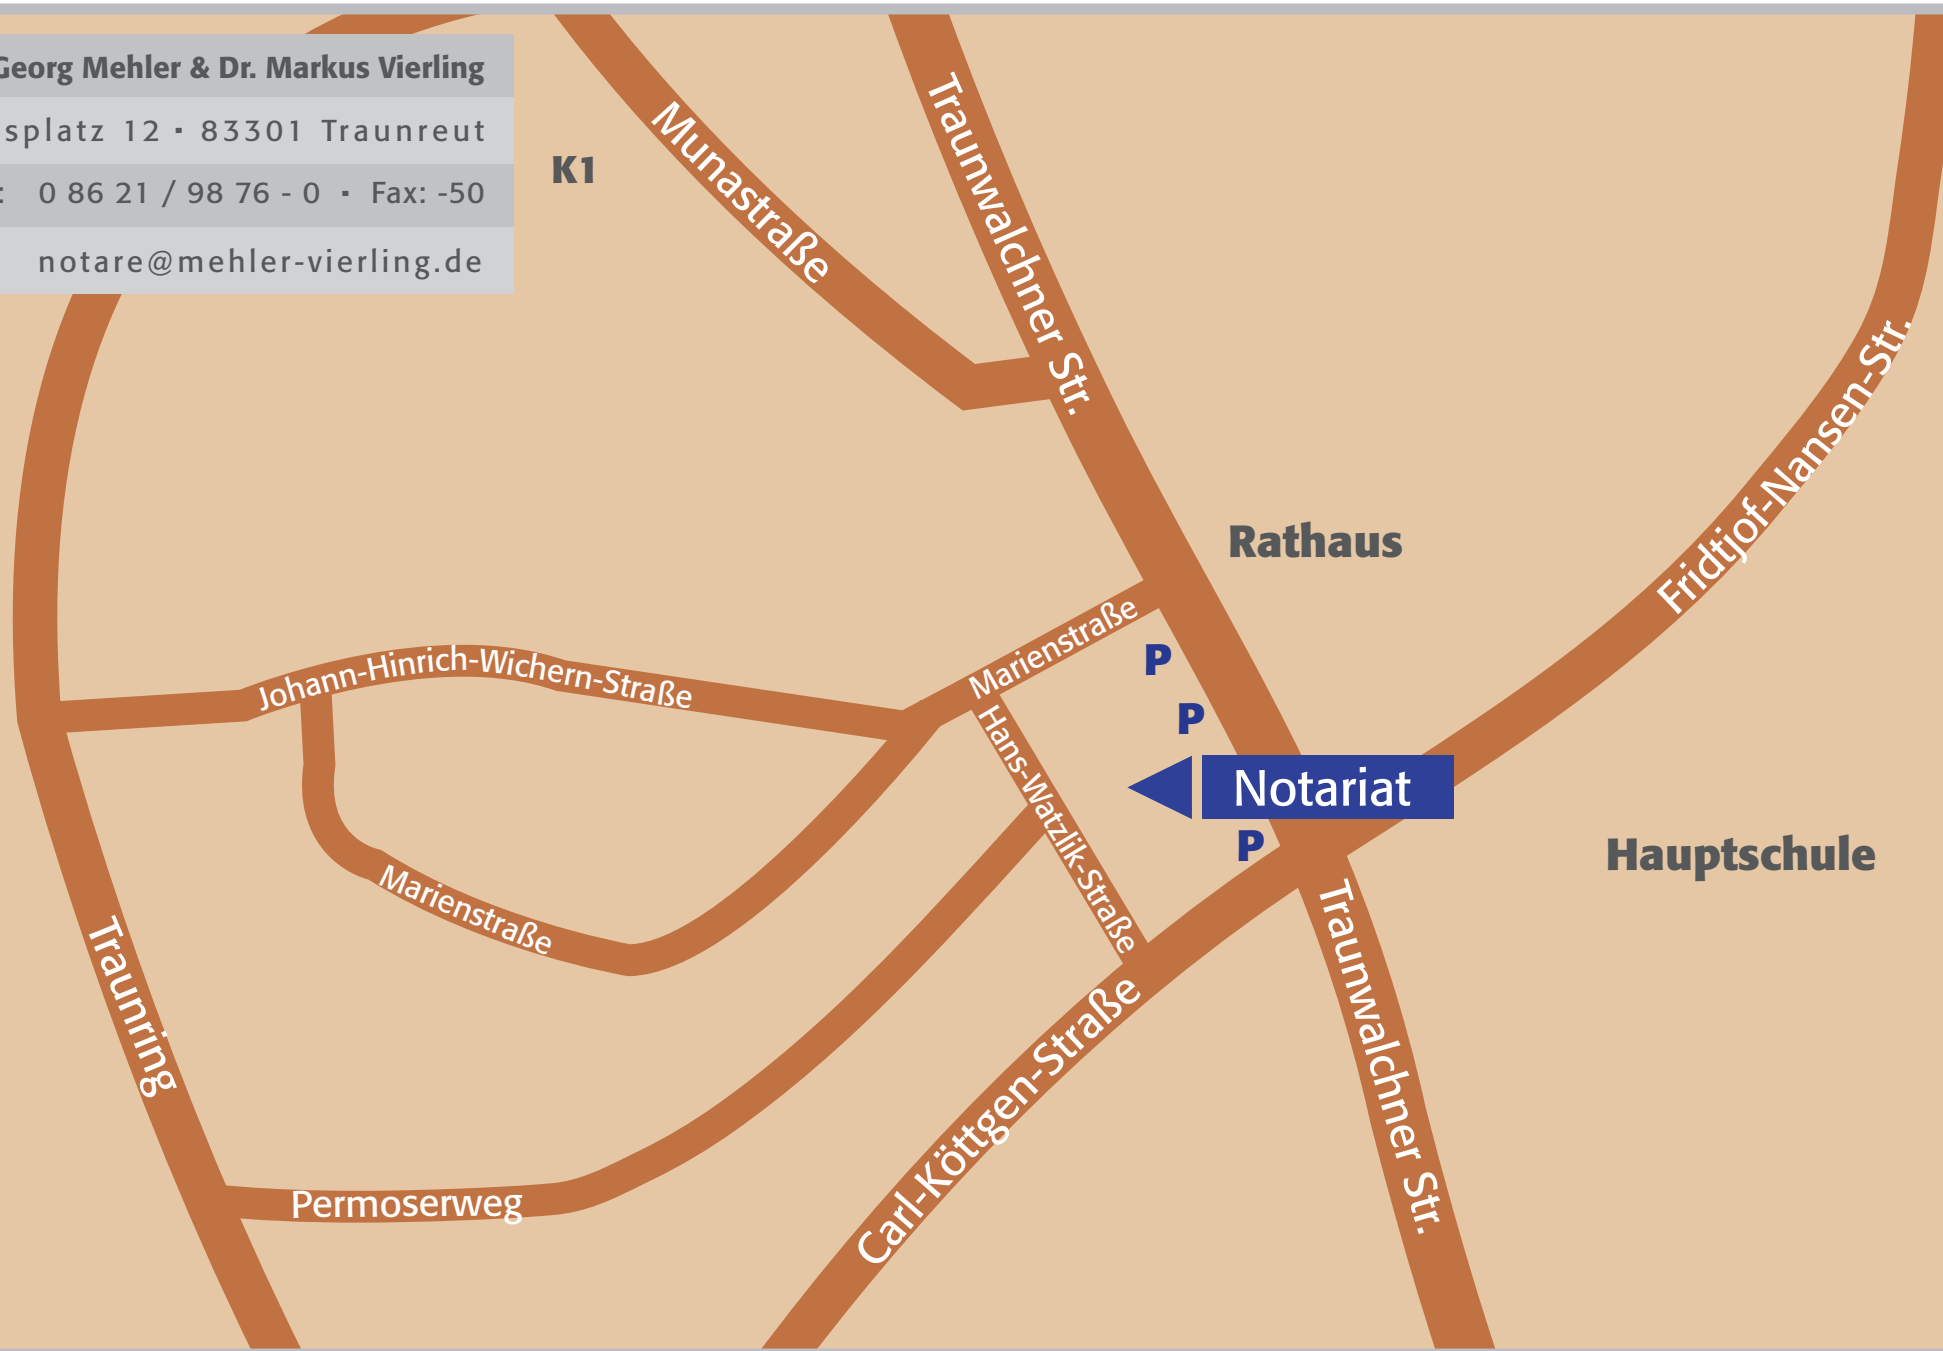 Georg Mehler & Dr. Markus Vierling
splatz 12 ▪ 83301 Traunreut
: 0 86 21 / 98 76 - 0 ▪ Fax: -50
notare@mehler-vierling.de
K1
Munastraße
Traunwalchner Str.
Fridtjof-Nansen-Str.
Rathaus
Marienstraße
Johann-Hinrich-Wichern-Straße
P
P
Hans-Watzlik-Straße
Notariat
P
Hauptschule
Marienstraße
Traunring
Traunwalchner Str.
Carl-Köttgen-Straße
Permoserweg